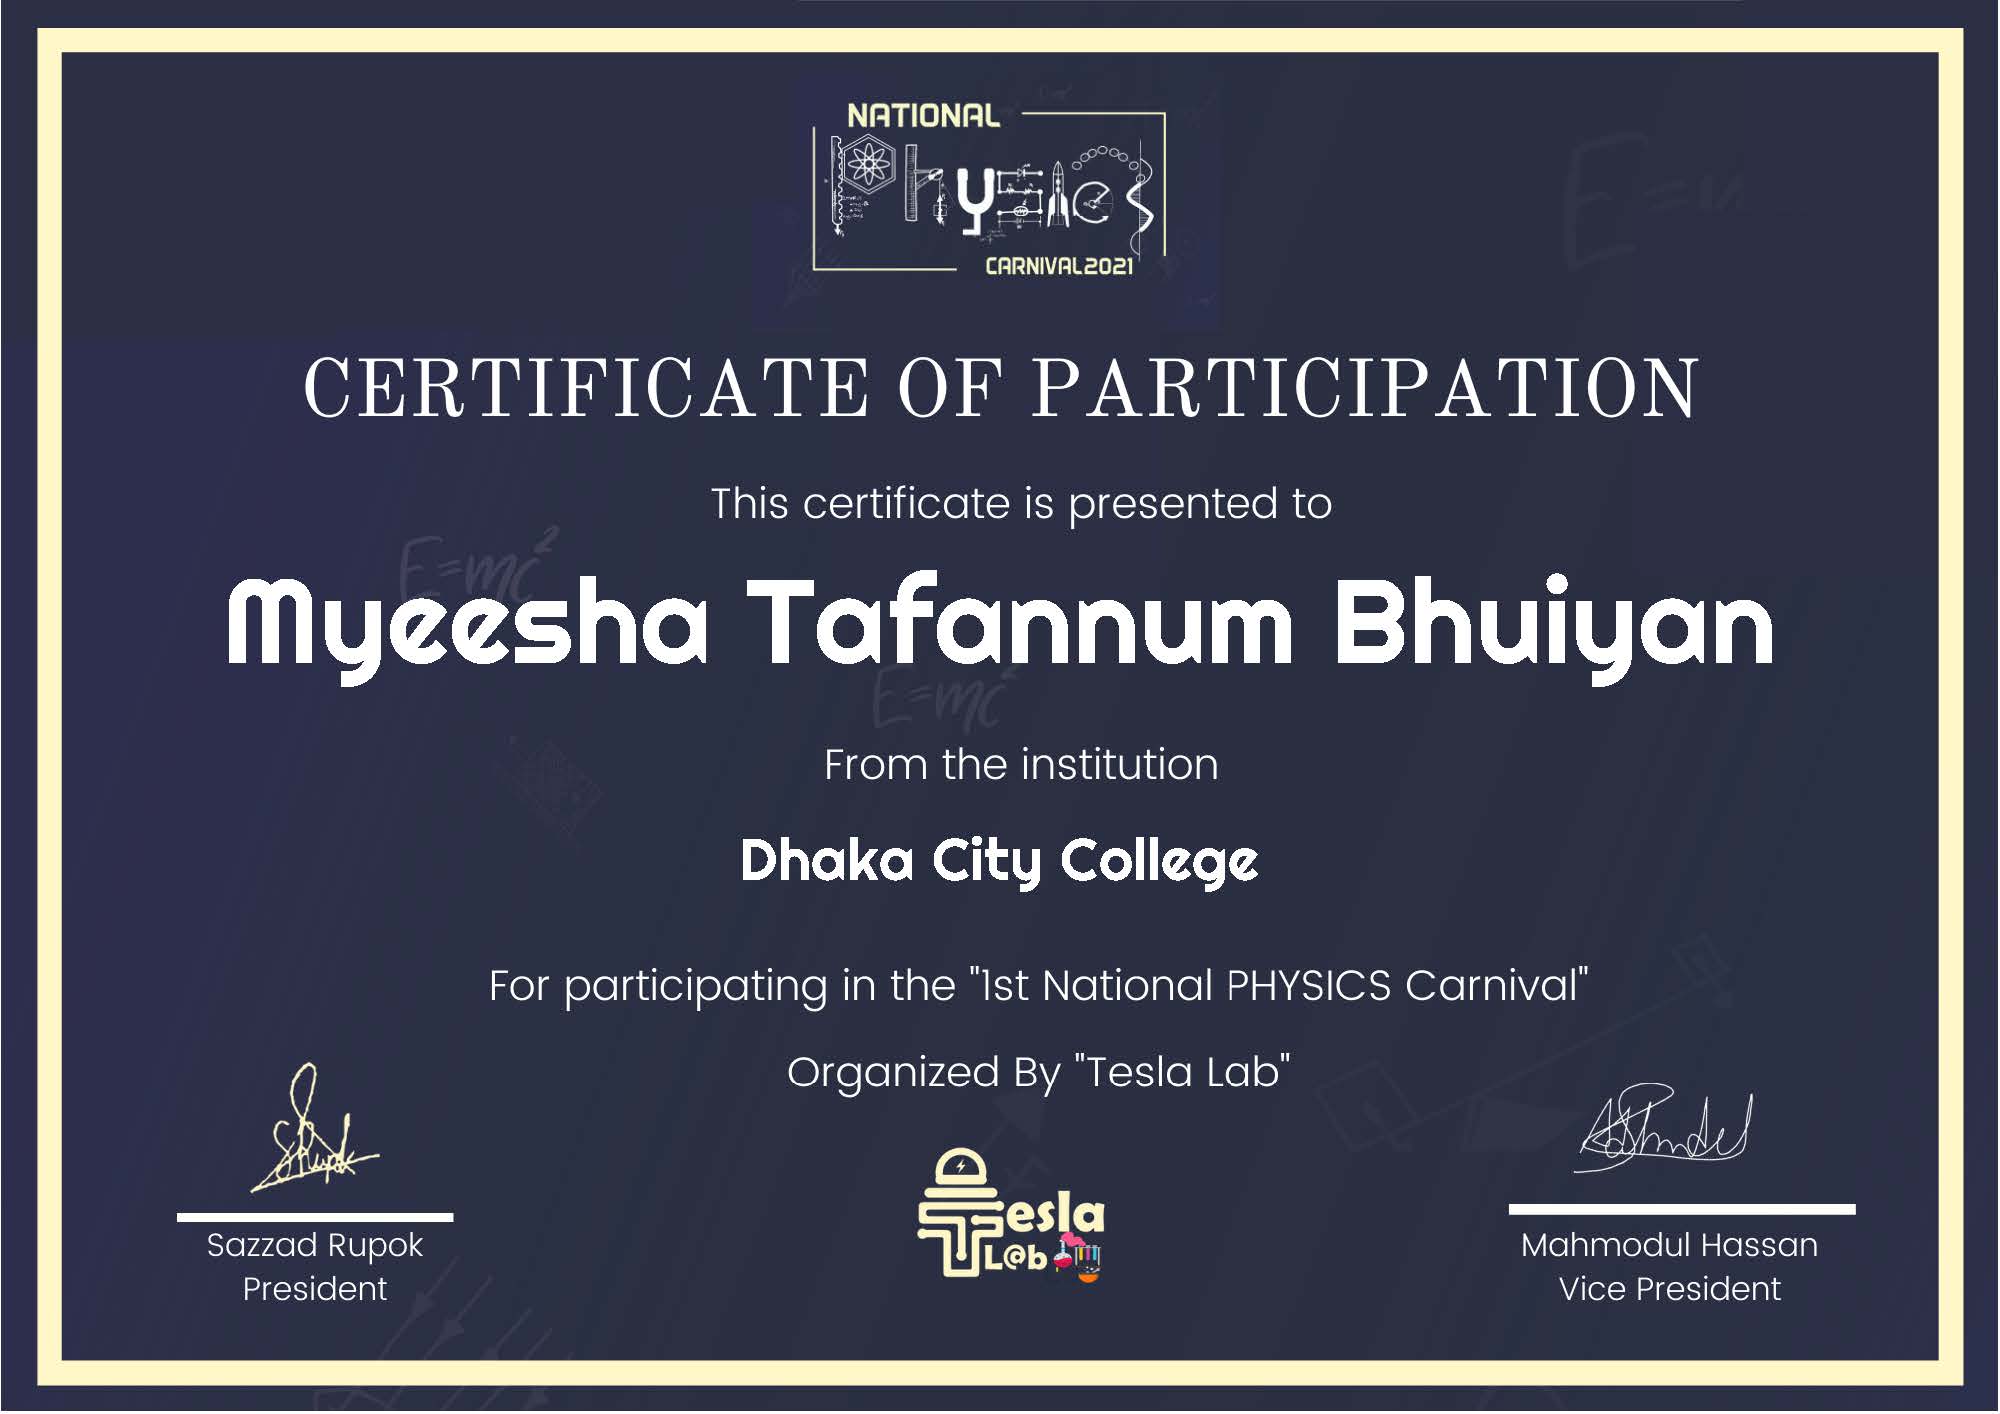 NATIONAL
Physics
CARNIVAL2021
CERTIFICATE OF PARTICIPATION
This certificate is presented to
E=mc²
Myeesha Tafannum Bhuiyan
E=mc²
From the institution
Dhaka City College
For participating in the "1st National PHYSICS Carnival"
Organized By "Tesla Lab"
Tesla
L@b
Sazzad Rupok
President
Mahmodul Hassan
Vice President